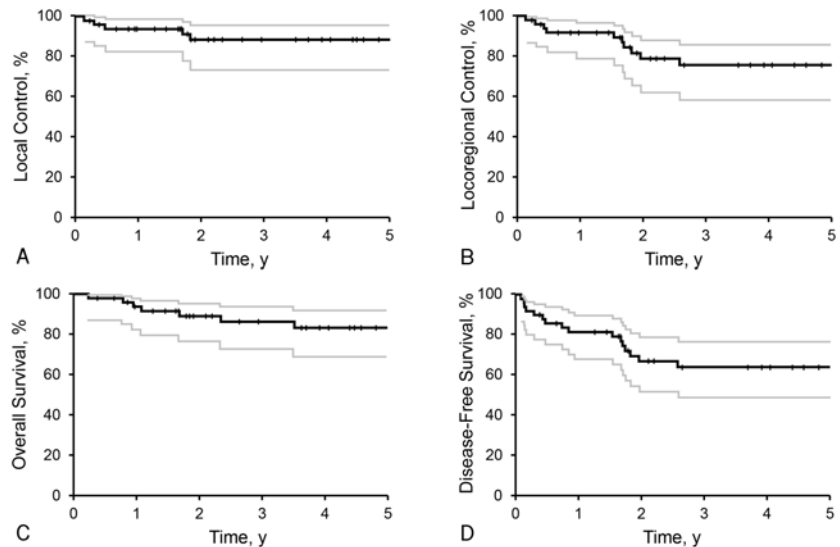 Local Control, %
100
80
60
40
20
0
0 1 2 3 4 5
Time, y
A
Locoregional Control, %
100
80
60
40
20
0
0 1 2 3 4 5
Time, y
B
Overall Survival, %
100
80
60
40
20
0
0 1 2 3 4 5
Time, y
C
Disease-Free Survival, %
100
80
60
40
20
0
0 1 2 3 4 5
Time, y
D